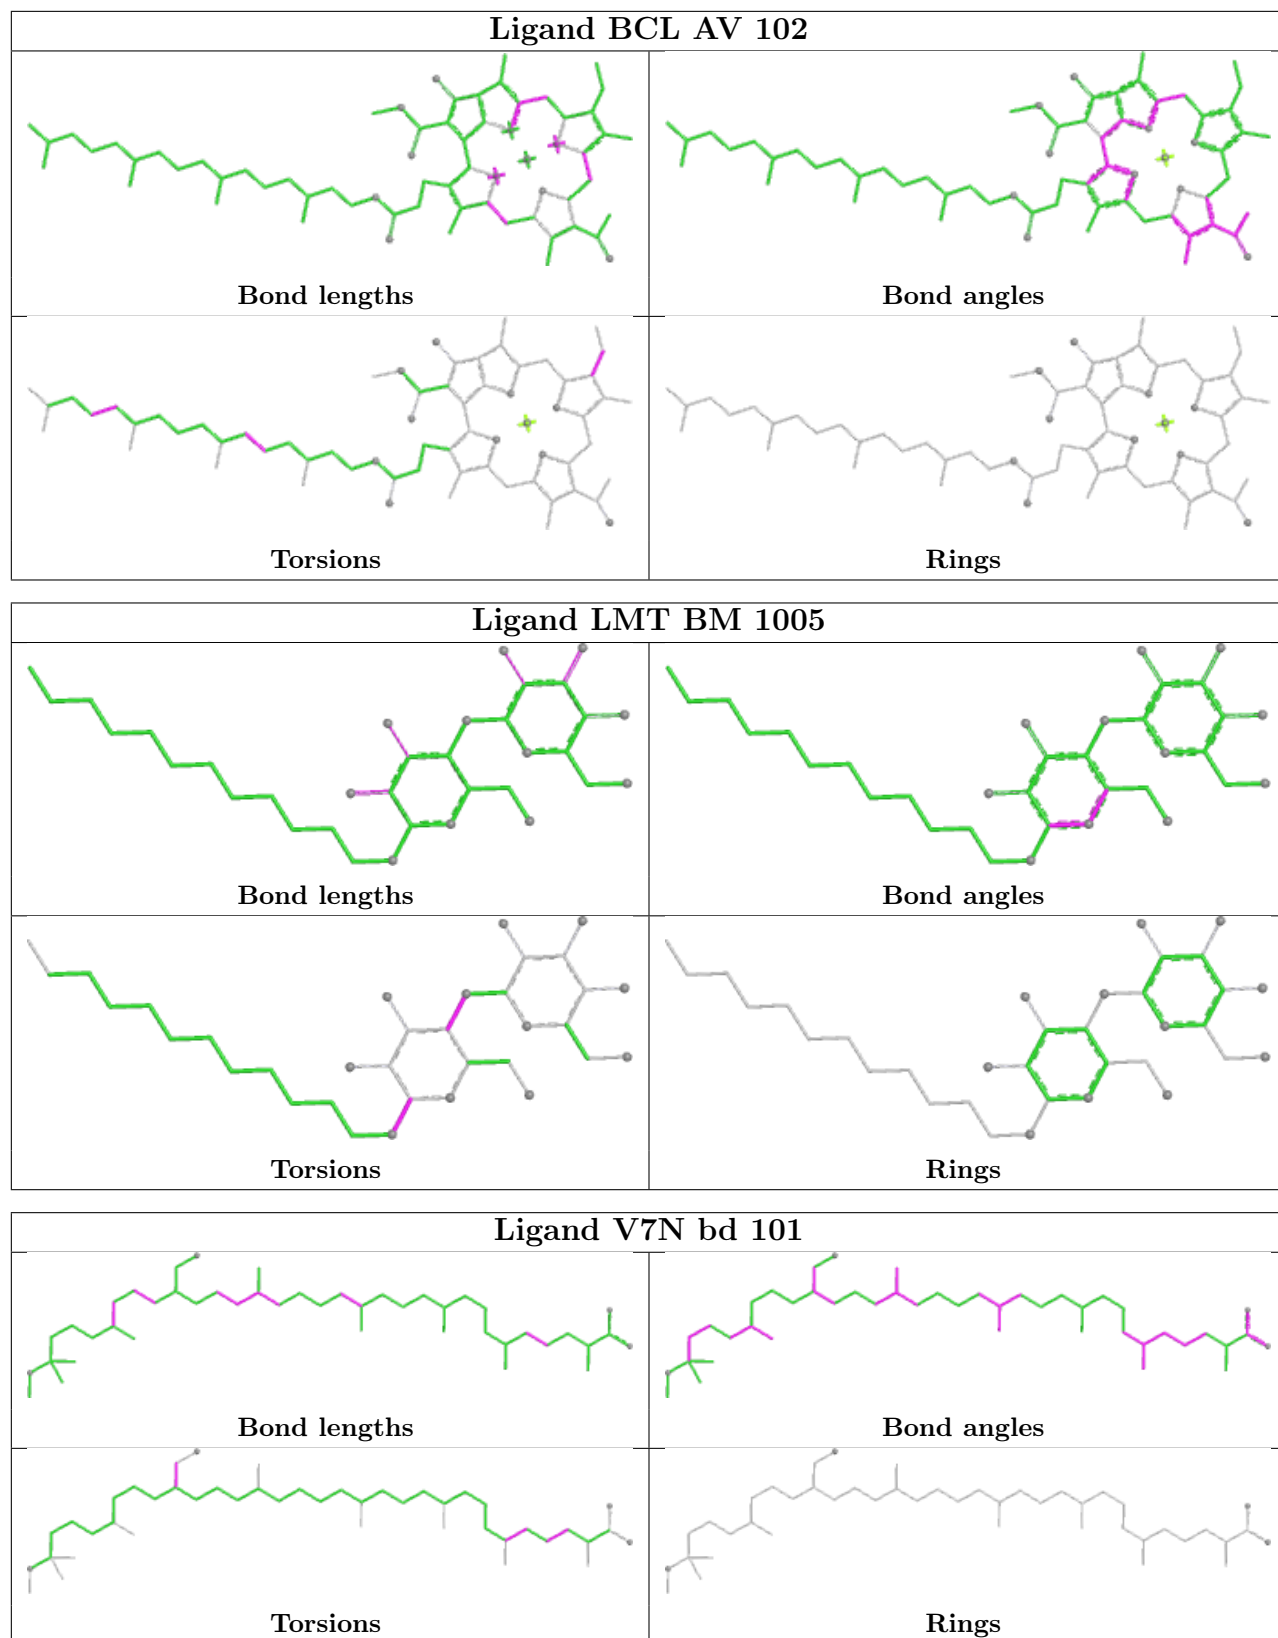 Ligand BCL AV 102
Bond lengths
Bond angles
Torsions
Rings
Ligand LMT BM 1005
Bond lengths
Bond angles
Torsions
Rings
Ligand V7N bd 101
Bond lengths
Bond angles
Torsions
Rings